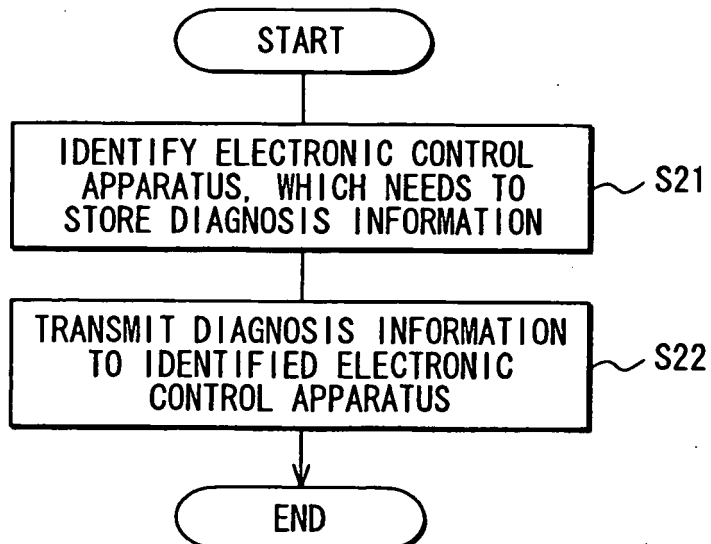 START
IDENTIFY ELECTRONIC CONTROL
APPARATUS, WHICH NEEDS TO
STORE DIAGNOSIS INFORMATION
S21
TRANSMIT DIAGNOSIS INFORMATION
TO IDENTIFIED ELECTRONIC
CONTROL APPARATUS
S22
END